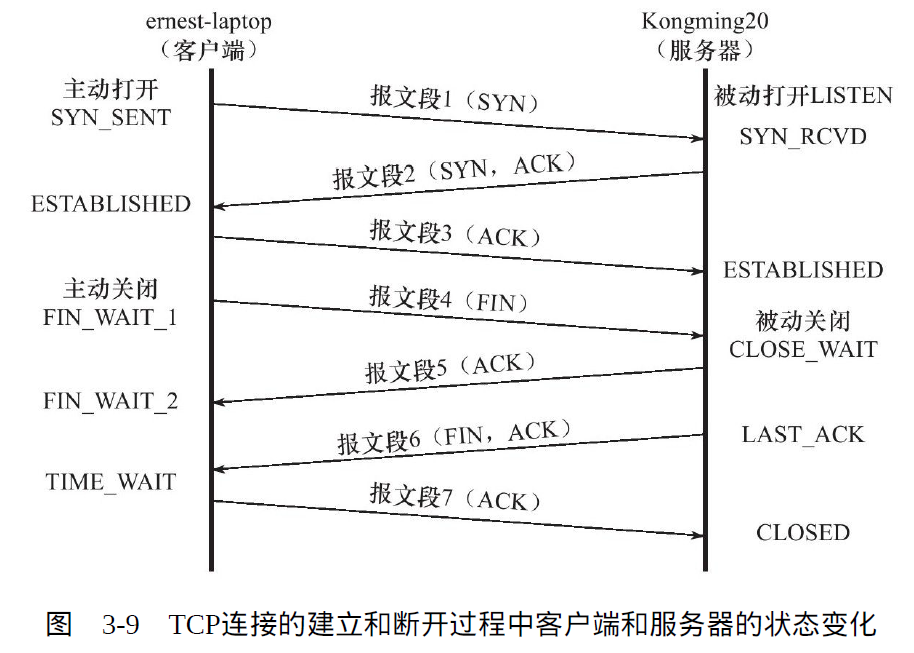 ernest-laptop
（客户端）
Kongming20
（服务器）
主动打开
SYN_SENT
报文段1（SYN）
被动打开LISTEN
SYN_RCVD
报文段2（SYN，ACK）
ESTABLISHED
报文段3（ACK）
ESTABLISHED
主动关闭
FIN_WAIT_1
报文段4（FIN）
被动关闭
CLOSE_WAIT
报文段5（ACK）
FIN_WAIT_2
报文段6（FIN，ACK）
LAST_ACK
TIME_WAIT
报文段7（ACK）
CLOSED
图 3-9 TCP连接的建立和断开过程中客户端和服务器的状态变化